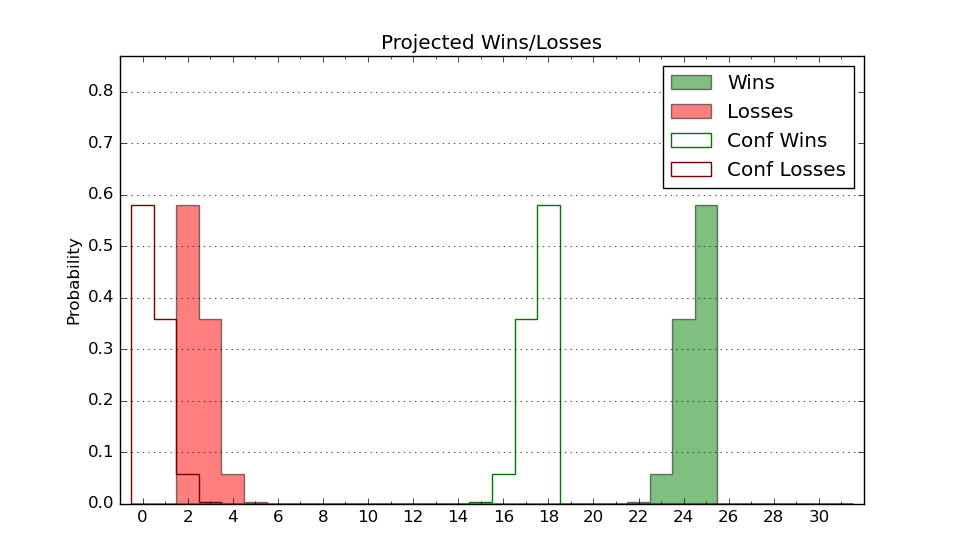 Projected Wins/Losses
Wins
Losses
Conf Wins
Conf Losses
Probability
0.8
0.7
0.6
0.5
0.4
0.3
0.2
0.1
0.0
0 2 4 6 8 10 12 14 16 18 20 22 24 26 28 30